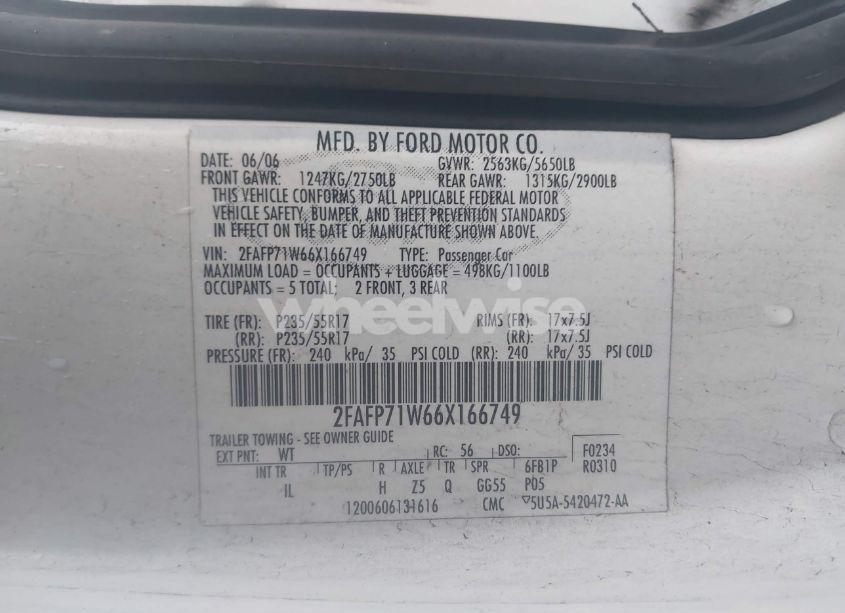 MFD. BY FORD MOTOR CO.
DATE: 06/06 GVWR: 2563KG/5650LB
FRONT GAWR: 1247KG/2750LB REAR GAWR: 1315KG/2900LB
THIS VEHICLE CONFORMS TO ALL APPLICABLE FEDERAL MOTOR
VEHICLE SAFETY, BUMPER, AND THEFT PREVENTION STANDARDS
IN EFFECT ON THE DATE OF MANUFACTURE SHOWN ABOVE.
VIN: 2FAFP71W66X166749 TYPE: Passenger Car
MAXIMUM LOAD = OCCUPANTS + LUGGAGE = 498KG/1100LB
OCCUPANTS = 5 TOTAL; 2 FRONT, 3 REAR
wheelwise
TIRE (FR): P235/55R17 RIMS (FR): 17x7.5J
(RR): P235/55R17 (RR): 17x7.5J
PRESSURE (FR): 240 kPa/ 35 PSI COLD (RR): 240 kPa/ 35 PSI COLD
2FAFP71W66X166749
TRAILER TOWING - SEE OWNER GUIDE
EXT PNT: WT RC: 56 DSO: F0234
INT TR TP/PS R AXLE TR SPR 6FB1P R0310
IL H Z5 Q GG55 P05
1200606131616 CMC 5U5A-5420472-AA